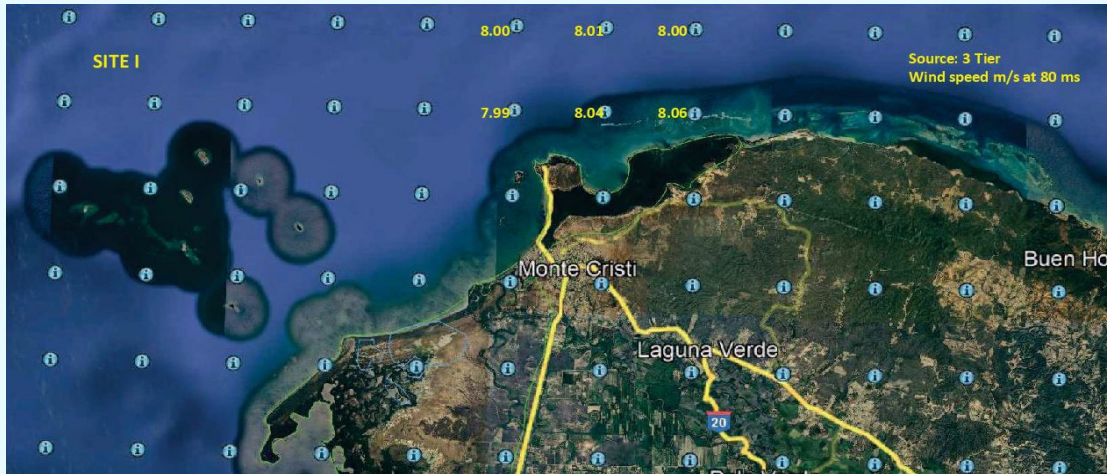 8.00 8.01 8.00
SITE I
Source: 3 Tier
Wind speed m/s at 80 ms
7.99 8.04 8.06
Monte Cristi
Buen Ho
Laguna Verde
20